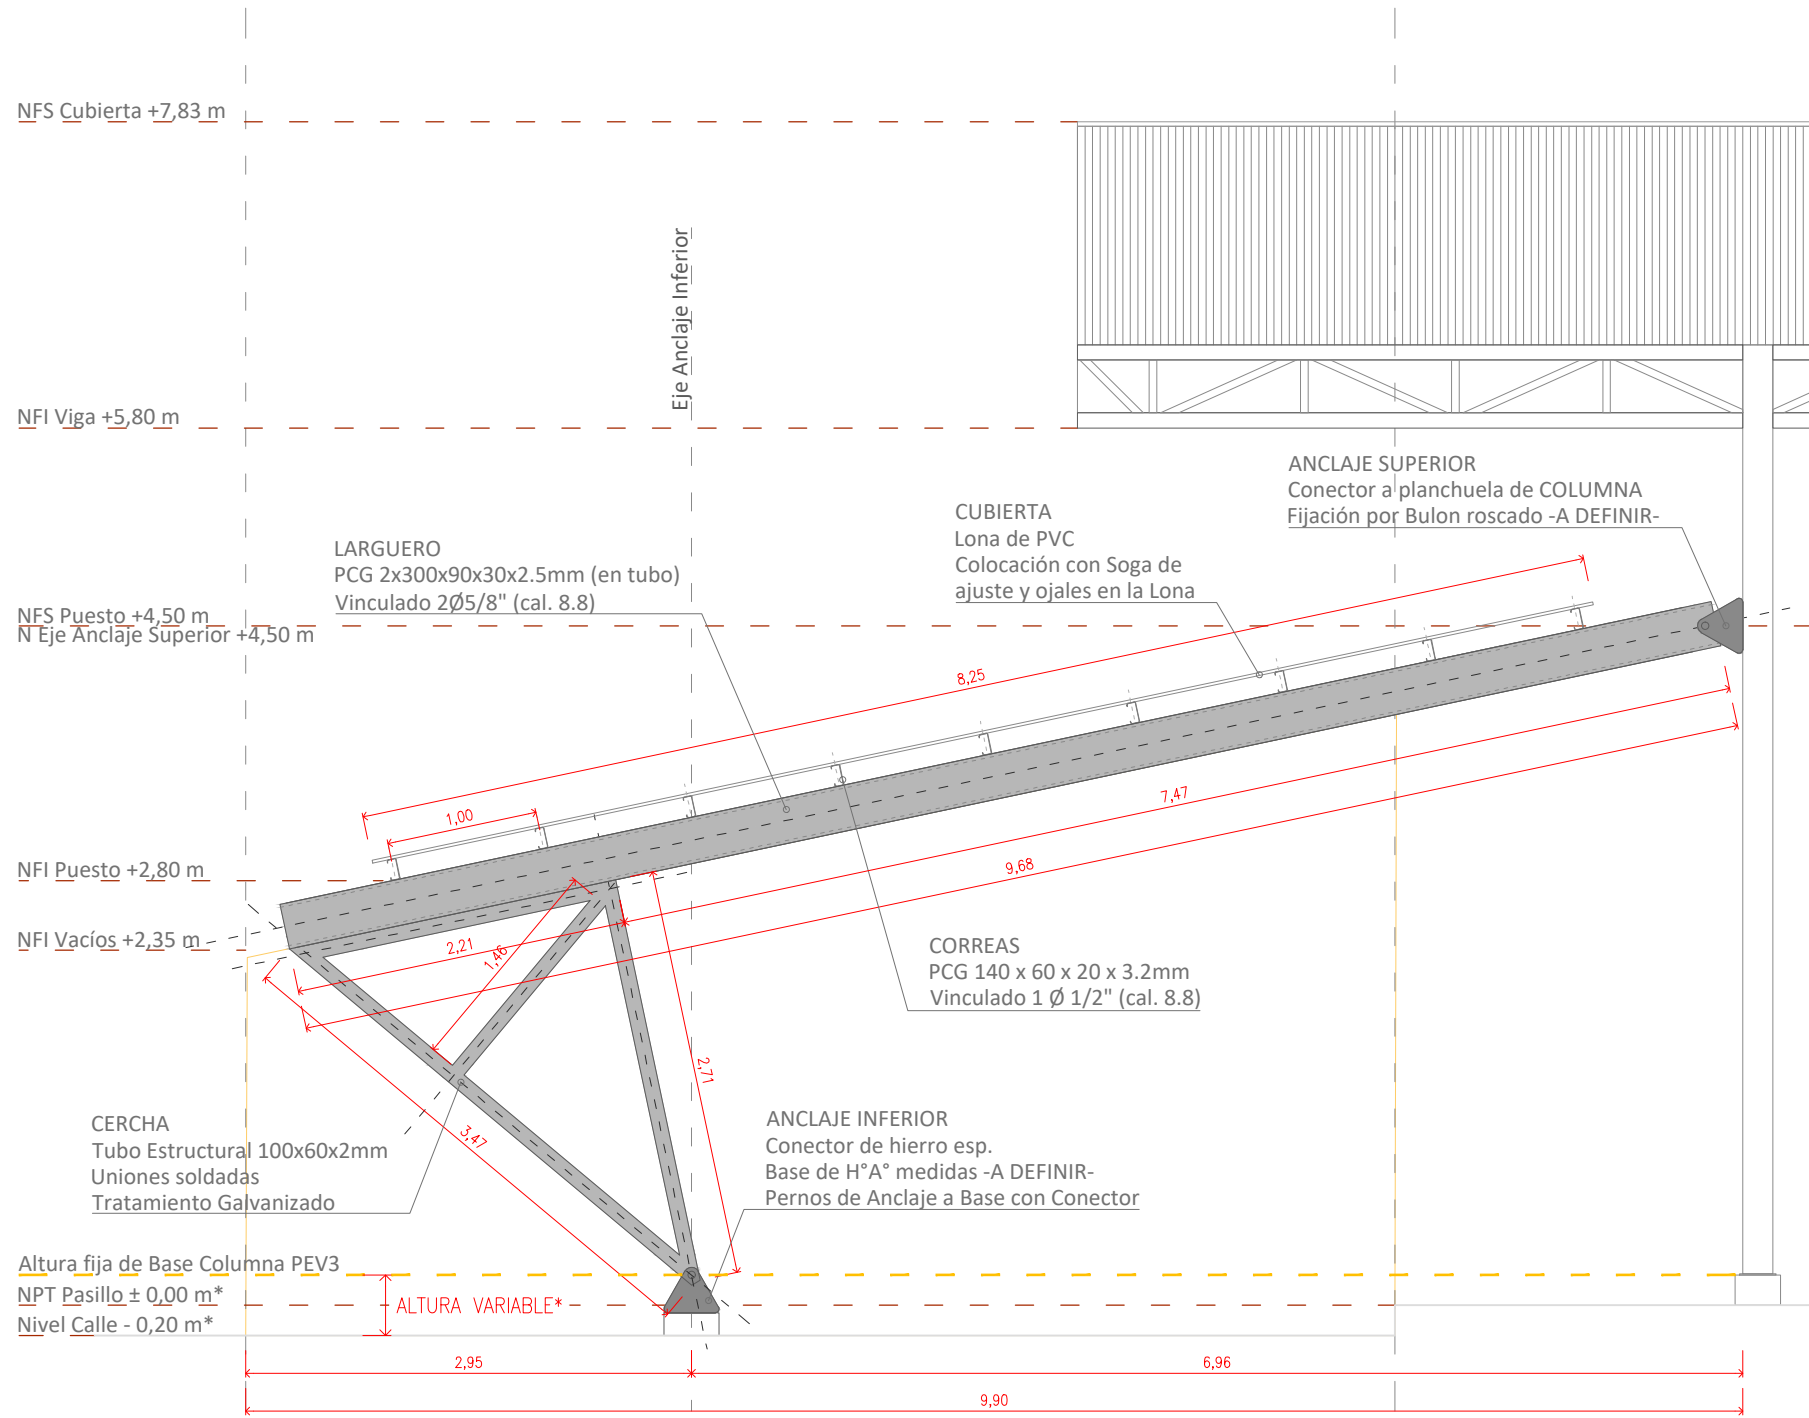 NFS Cubierta +7,83 m
Eje Anclaje Inferior
NFI Viga +5,80 m
ANCLAJE SUPERIOR
Conector a planchuela de COLUMNA
Fijación por Bulon roscado -A DEFINIR-
CUBIERTA
Lona de PVC
Colocación con Soga de
ajuste y ojales en la Lona
LARGUERO
PCG 2x300x90x30x2.5mm (en tubo)
Vinculado 2Ø5/8" (cal. 8.8)
NFS Puesto +4,50 m
N Eje Anclaje Superior +4,50 m
8,25
7,47
1,00
9,68
NFI Puesto +2,80 m
NFI Vacíos +2,35 m
2,21
1,46
CORREAS
PCG 140 x 60 x 20 x 3.2mm
Vinculado 1 Ø 1/2" (cal. 8.8)
2,71
3,47
CERCHA
Tubo Estructural 100x60x2mm
Uniones soldadas
Tratamiento Galvanizado
ANCLAJE INFERIOR
Conector de hierro esp.
Base de H°A° medidas -A DEFINIR-
Pernos de Anclaje a Base con Conector
Altura fija de Base Columna PEV3
NPT Pasillo ± 0,00 m*
ALTURA VARIABLE*
Nivel Calle - 0,20 m*
2,95
6,96
9,90